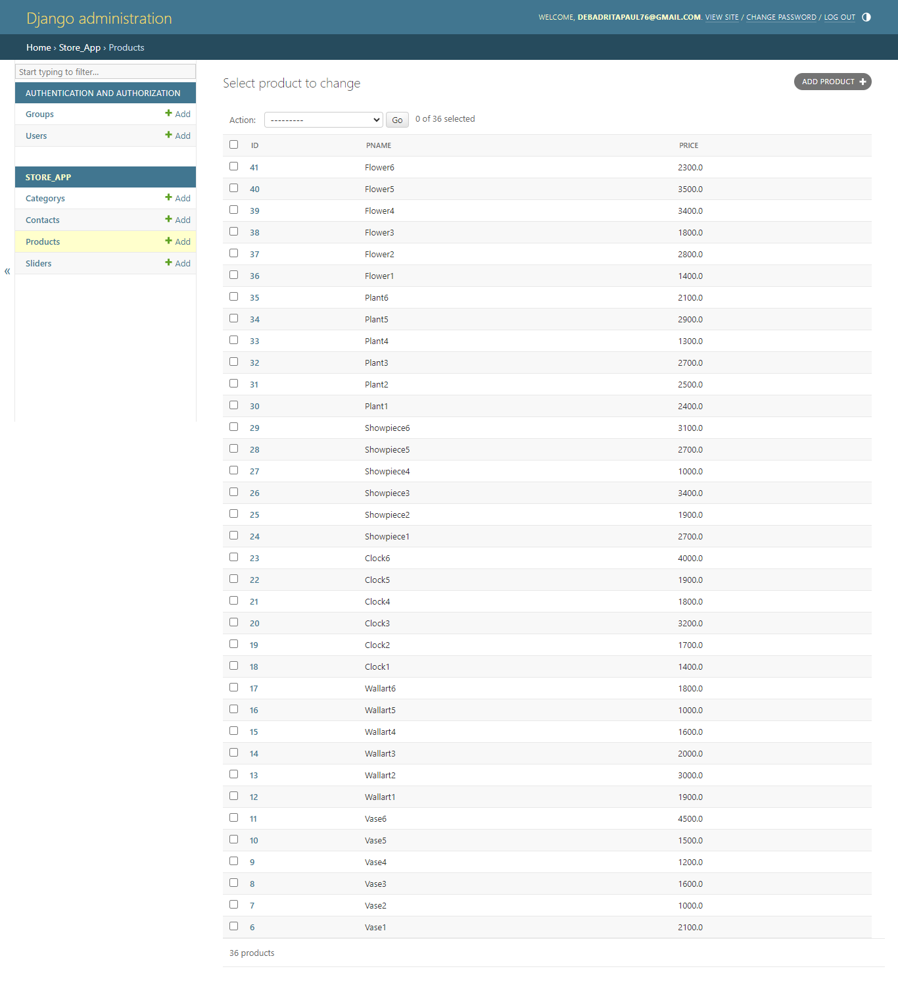 Django administration
WELCOME, DEBADRITAPAUL76@GMAIL.COM. VIEW SITE / CHANGE PASSWORD / LOG OUT
Home › Store_App › Products
Start typing to filter...
AUTHENTICATION AND AUTHORIZATION
Groups Add
Users Add
STORE_APP
Categorys Add
Contacts Add
Products Add
Sliders Add
«
Select product to change
ADD PRODUCT
Action: --------- Go 0 of 36 selected
ID PNAME PRICE
41 Flower6 2300.0
40 Flower5 3500.0
39 Flower4 3400.0
38 Flower3 1800.0
37 Flower2 2800.0
36 Flower1 1400.0
35 Plant6 2100.0
34 Plant5 2900.0
33 Plant4 1300.0
32 Plant3 2700.0
31 Plant2 2500.0
30 Plant1 2400.0
29 Showpiece6 3100.0
28 Showpiece5 2700.0
27 Showpiece4 1000.0
26 Showpiece3 3400.0
25 Showpiece2 1900.0
24 Showpiece1 2700.0
23 Clock6 4000.0
22 Clock5 1900.0
21 Clock4 1800.0
20 Clock3 3200.0
19 Clock2 1700.0
18 Clock1 1400.0
17 Wallart6 1800.0
16 Wallart5 1000.0
15 Wallart4 1600.0
14 Wallart3 2000.0
13 Wallart2 3000.0
12 Wallart1 1900.0
11 Vase6 4500.0
10 Vase5 1500.0
9 Vase4 1200.0
8 Vase3 1600.0
7 Vase2 1000.0
6 Vase1 2100.0
36 products